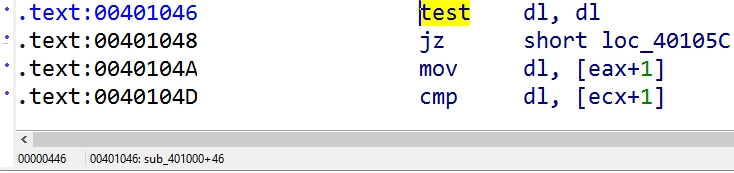 .text:00401046 test dl, dl
.text:00401048 jz short loc_40105C
.text:0040104A mov dl, [eax+1]
.text:0040104D cmp dl, [ecx+1]
00000446 00401046: sub_401000+46